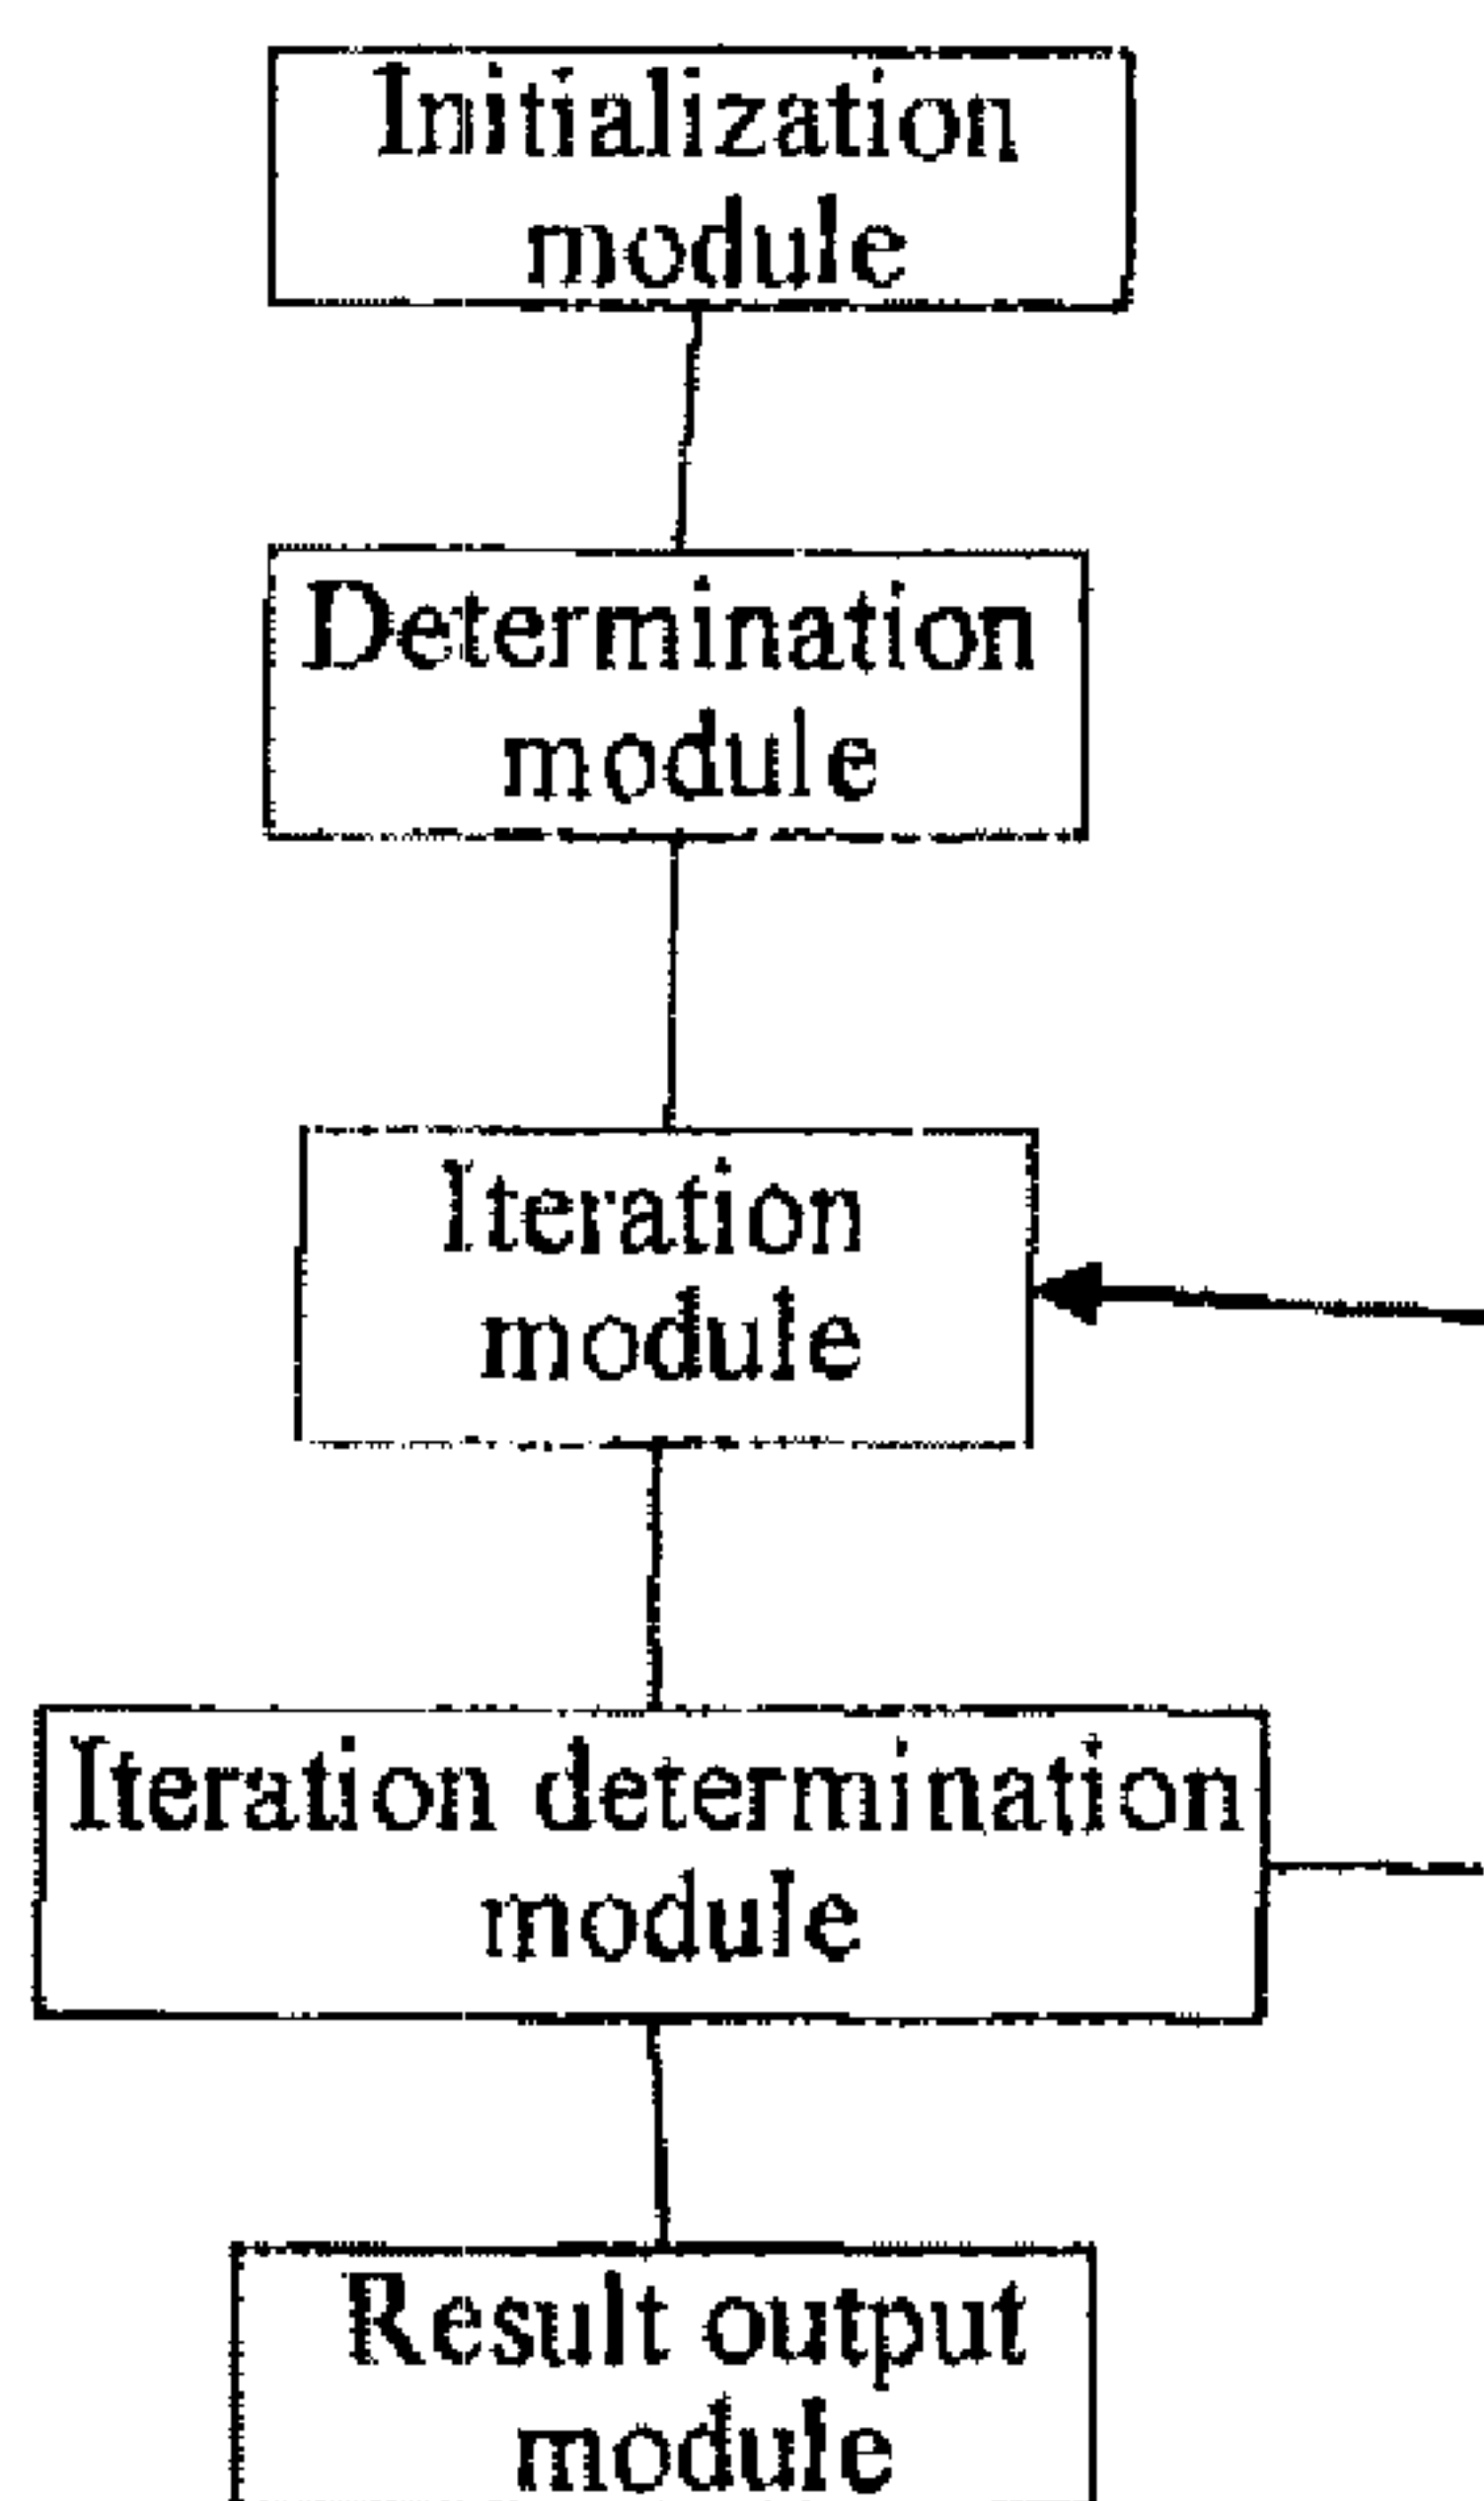 Initialization
module
Determination
module
Iteration
module
Iteration determination
module
Result output
module